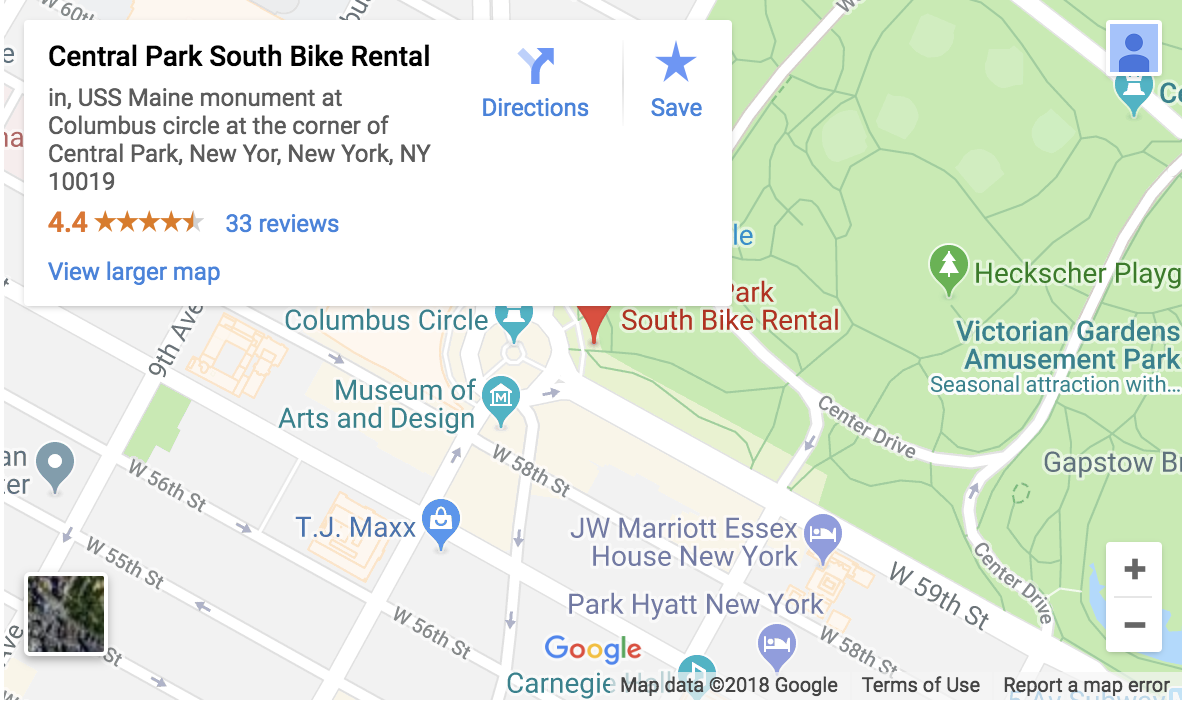 W 60th
Central Park South Bike Rental
in, USS Maine monument at
Columbus circle at the corner of
Central Park, New Yor, New York, NY
10019
4.4
33 reviews
View larger map
Directions
Save
Co
le
Heckscher Playg
Park
South Bike Rental
Columbus Circle
9th Ave
Victorian Gardens
Amusement Park
Seasonal attraction with...
Museum of
Arts and Design
Center Drive
an
er
W 58th St
Gapstow Br
W 56th St
T.J. Maxx
JW Marriott Essex
House New York
W 55th St
W 59th St
Center Drive
Park Hyatt New York
W 56th St
W 58th St
Ave
St
Google
Carnegie Hall
Map data ©2018 Google
Terms of Use
Report a map error